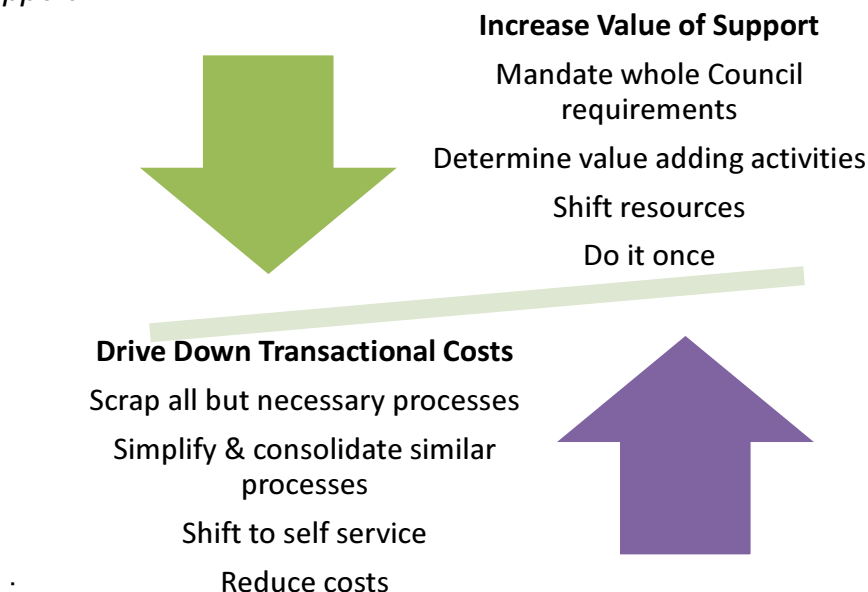 Increase Value of Support
Mandate whole Council
requirements
Determine value adding activities
Shift resources
Do it once
Drive Down Transactional Costs
Scrap all but necessary processes
Simplify & consolidate similar
processes
Shift to self service
. Reduce costs